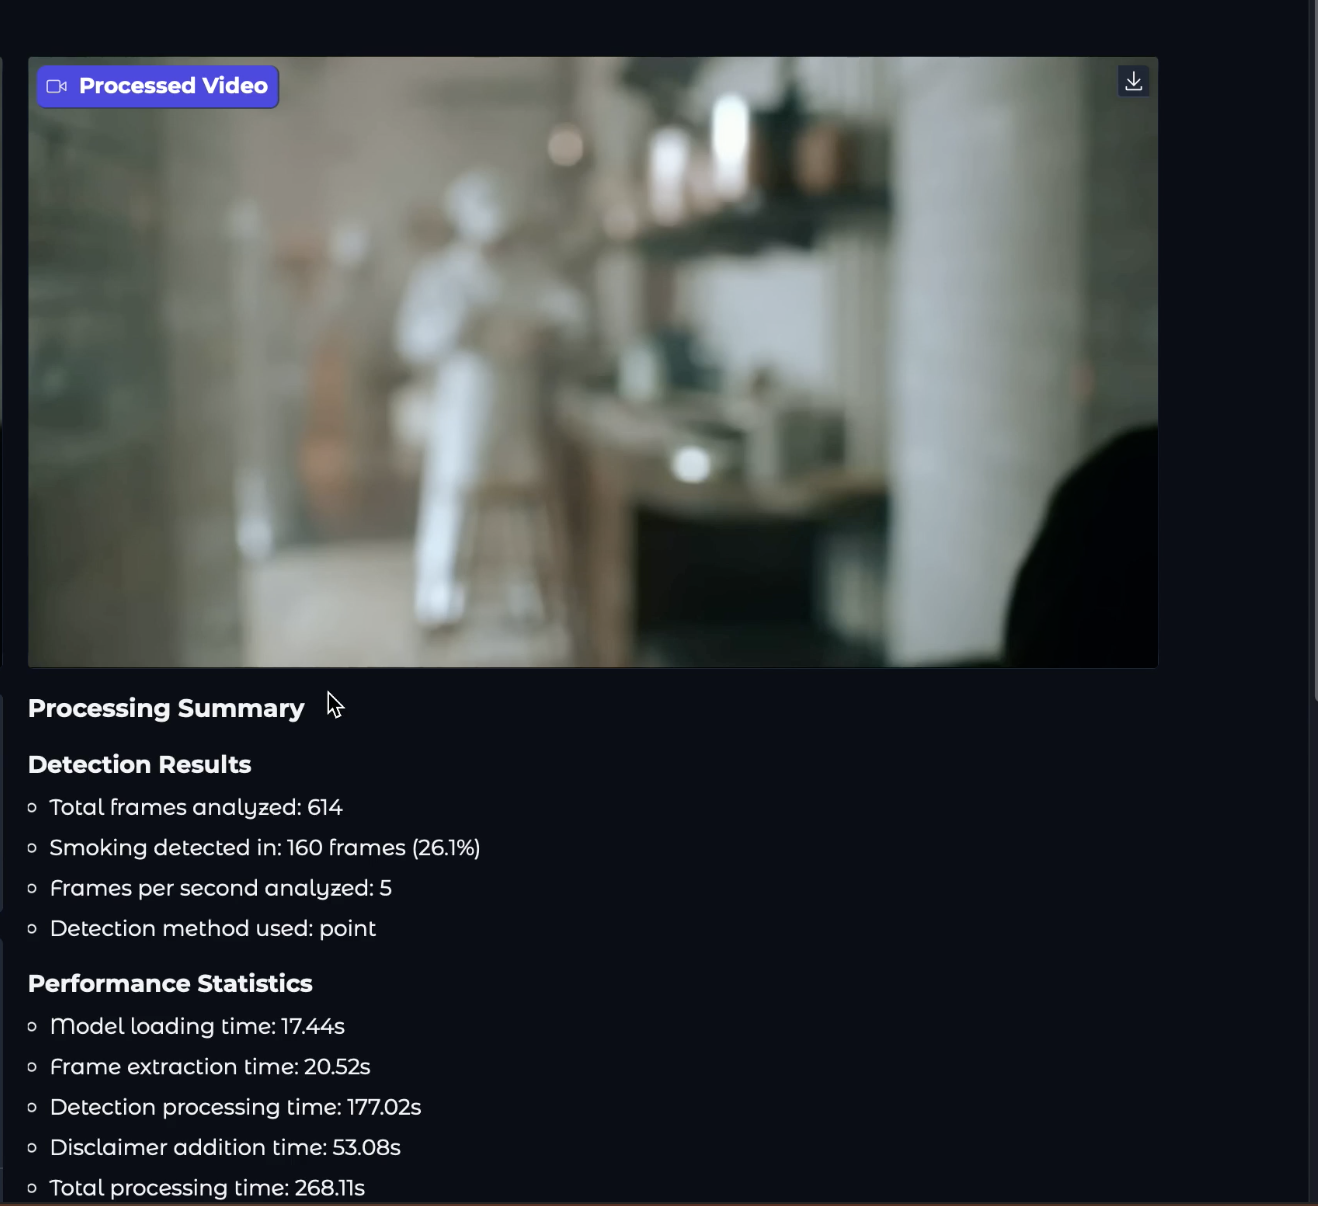 Processed Video
Processing Summary
Detection Results
Total frames analyzed: 614
Smoking detected in: 160 frames (26.1%)
Frames per second analyzed: 5
Detection method used: point
Performance Statistics
Model loading time: 17.44s
Frame extraction time: 20.52s
Detection processing time: 177.02s
Disclaimer addition time: 53.08s
Total processing time: 268.11s